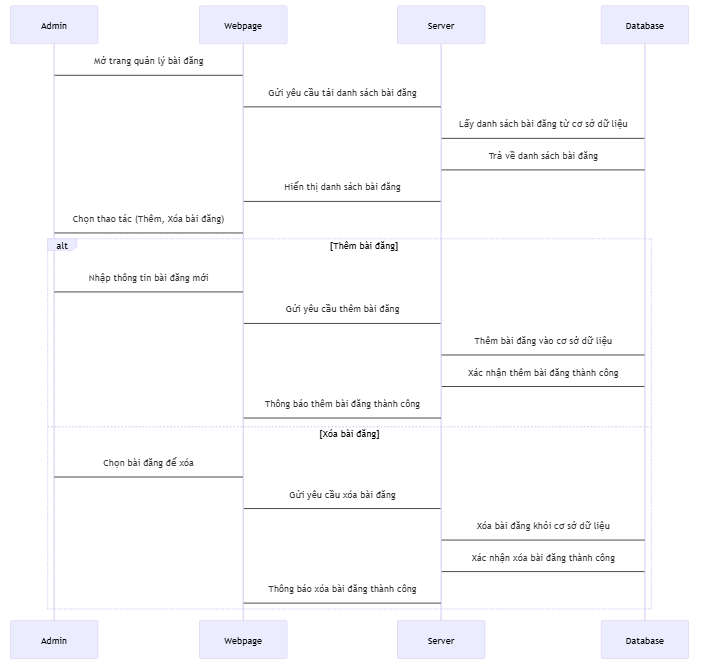 Admin Webpage Server Database
Mở trang quản lý bài đăng
Gửi yêu cầu tải danh sách bài đăng
Lấy danh sách bài đăng từ cơ sở dữ liệu
Trả về danh sách bài đăng
Hiển thị danh sách bài đăng
Chọn thao tác (Thêm, Xóa bài đăng)
alt [Thêm bài đăng]
Nhập thông tin bài đăng mới
Gửi yêu cầu thêm bài đăng
Thêm bài đăng vào cơ sở dữ liệu
Xác nhận thêm bài đăng thành công
Thông báo thêm bài đăng thành công
[Xóa bài đăng]
Chọn bài đăng để xóa
Gửi yêu cầu xóa bài đăng
Xóa bài đăng khỏi cơ sở dữ liệu
Xác nhận xóa bài đăng thành công
Thông báo xóa bài đăng thành công
Admin Webpage Server Database